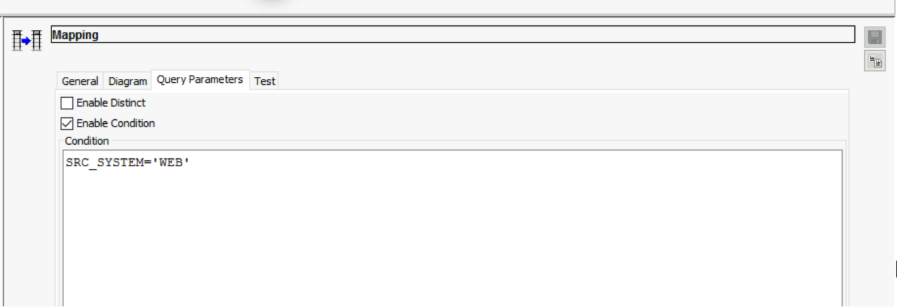 Mapping
General Diagram Query Parameters Test
Enable Distinct
Enable Condition
Condition
SRC_SYSTEM='WEB'